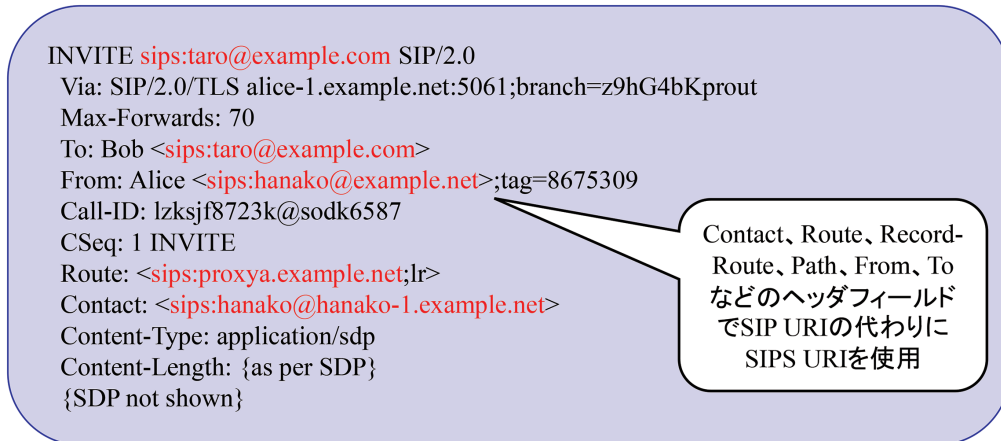 INVITE sips:taro@example.com SIP/2.0
Via: SIP/2.0/TLS alice-1.example.net:5061;branch=z9hG4bKprout
Max-Forwards: 70
To: Bob <sips:taro@example.com>
From: Alice <sips:hanako@example.net>;tag=8675309
Call-ID: lzksjf8723k@sodk6587
CSeq: 1 INVITE
Route: <sips:proxya.example.net;lr>
Contact: <sips:hanako@hanako-1.example.net>
Content-Type: application/sdp
Content-Length: {as per SDP}
{SDP not shown}
Contact、Route、Record-
Route、Path、From、To
などのヘッダフィールド
でSIP URIの代わりに
SIPS URIを使用